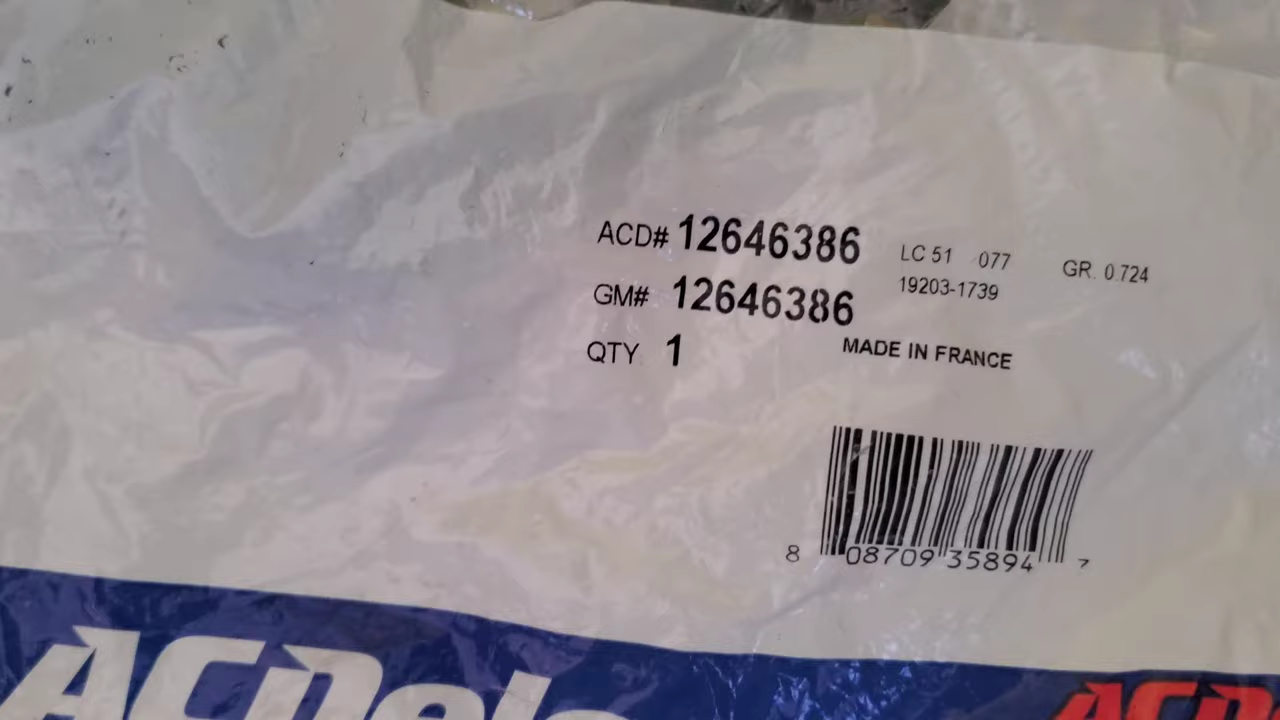 ACD# 12646386 LC 51 077 GR. 0.724
19203-1739
GM# 12646386
QTY 1 MADE IN FRANCE
8 08709 35894 7
ACDelco